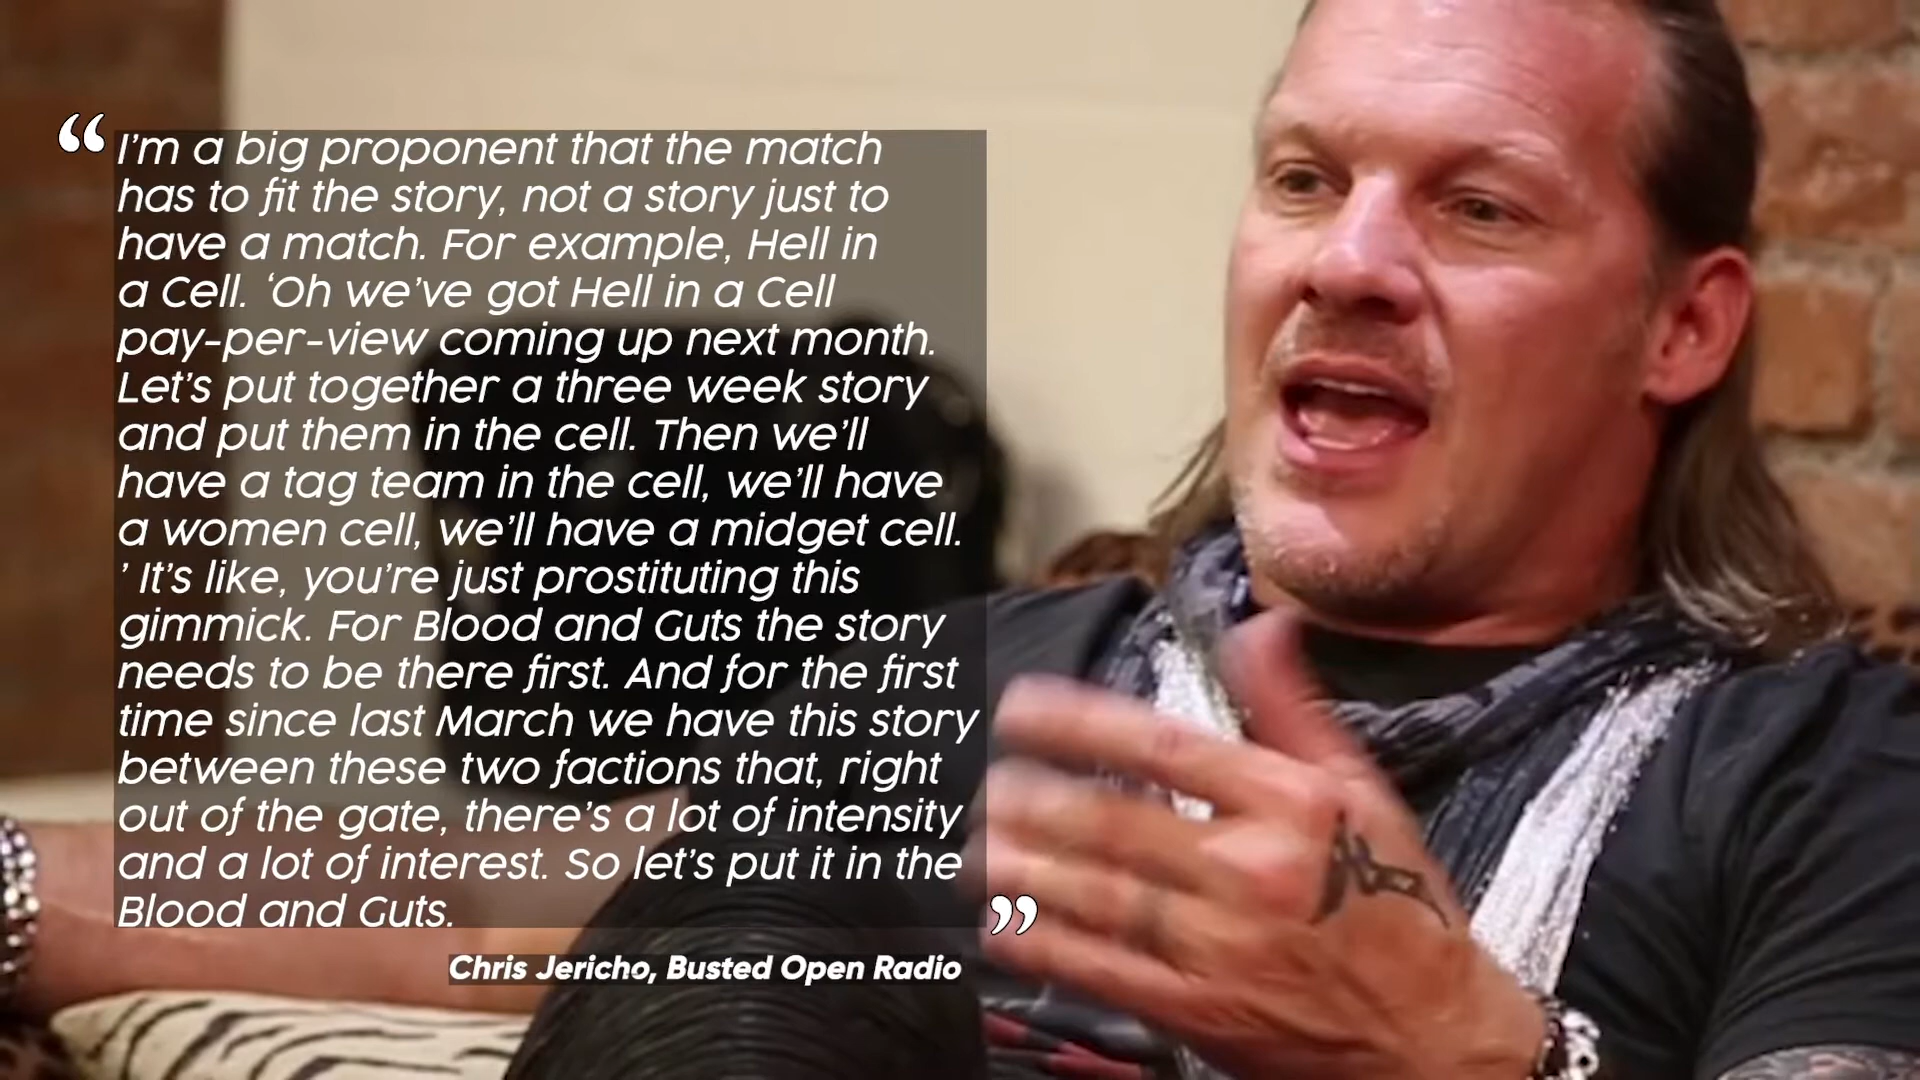 “I’m a big proponent that the match
has to fit the story, not a story just to
have a match. For example, Hell in
a Cell. ‘Oh we’ve got Hell in a Cell
pay-per-view coming up next month.
Let’s put together a three week story
and put them in the cell. Then we’ll
have a tag team in the cell, we’ll have
a women cell, we’ll have a midget cell.
’ It’s like, you’re just prostituting this
gimmick. For Blood and Guts the story
needs to be there first. And for the first
time since last March we have this story
between these two factions that, right
out of the gate, there’s a lot of intensity
and a lot of interest. So let’s put it in the
Blood and Guts.”
Chris Jericho, Busted Open Radio